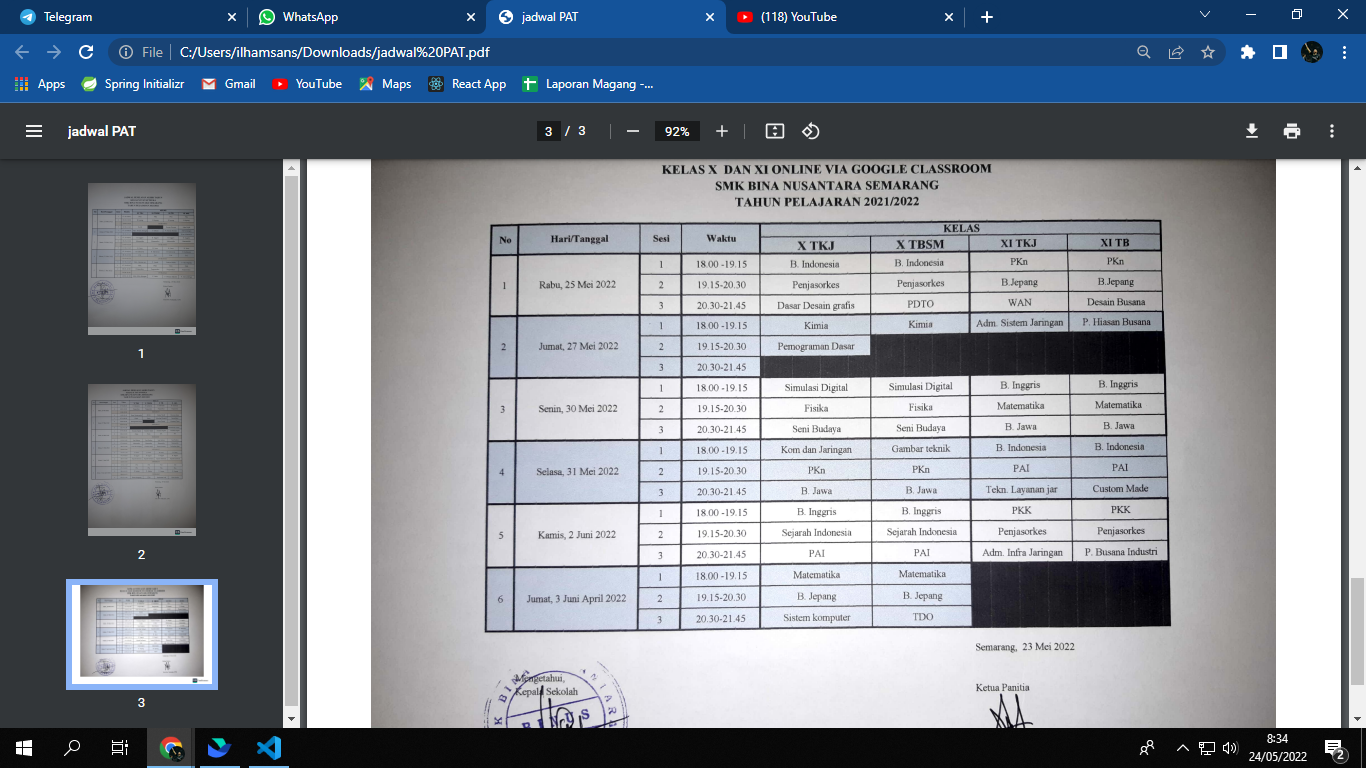 Telegram
WhatsApp
jadwal PAT
(118) YouTube
File
C:/Users/ilhamsans/Downloads/jadwal%20PAT.pdf
Apps
Spring Initializr
Gmail
YouTube
Maps
React App
Laporan Magang -...
jadwal PAT
3 / 3
92%
1
2
3
KELAS X DAN XI ONLINE VIA GOOGLE CLASSROOM
SMK BINA NUSANTARA SEMARANG
TAHUN PELAJARAN 2021/2022
No Hari/Tanggal Sesi Waktu KELAS
X TKJ X TBSM XI TKJ XI TB
1 Rabu, 25 Mei 2022
1 18.00 -19.15 B. Indonesia B. Indonesia PKn PKn
2 19.15-20.30 Penjasorkes Penjasorkes B.Jepang B.Jepang
3 20.30-21.45 Dasar Desain grafis PDTO WAN Desain Busana
2 Jumat, 27 Mei 2022
1 18.00 -19.15 Kimia Kimia Adm. Sistem Jaringan P. Hiasan Busana
2 19.15-20.30 Pemograman Dasar
3 20.30-21.45
3 Senin, 30 Mei 2022
1 18.00 -19.15 Simulasi Digital Simulasi Digital B. Inggris B. Inggris
2 19.15-20.30 Fisika Fisika Matematika Matematika
3 20.30-21.45 Seni Budaya Seni Budaya B. Jawa B. Jawa
4 Selasa, 31 Mei 2022
1 18.00 -19.15 Kom dan Jaringan Gambar teknik B. Indonesia B. Indonesia
2 19.15-20.30 PKn PKn PAI PAI
3 20.30-21.45 B. Jawa B. Jawa Tekn. Layanan jar Custom Made
5 Kamis, 2 Juni 2022
1 18.00 -19.15 B. Inggris B. Inggris PKK PKK
2 19.15-20.30 Sejarah Indonesia Sejarah Indonesia Penjasorkes Penjasorkes
3 20.30-21.45 PAI PAI Adm. Infra Jaringan P. Busana Industri
6 Jumat, 3 Juni April 2022
1 18.00 -19.15 Matematika Matematika
2 19.15-20.30 B. Jepang B. Jepang
3 20.30-21.45 Sistem komputer TDO
Semarang, 23 Mei 2022
Mengetahui,
Kepala Sekolah
Ketua Panitia
8:34
24/05/2022
2